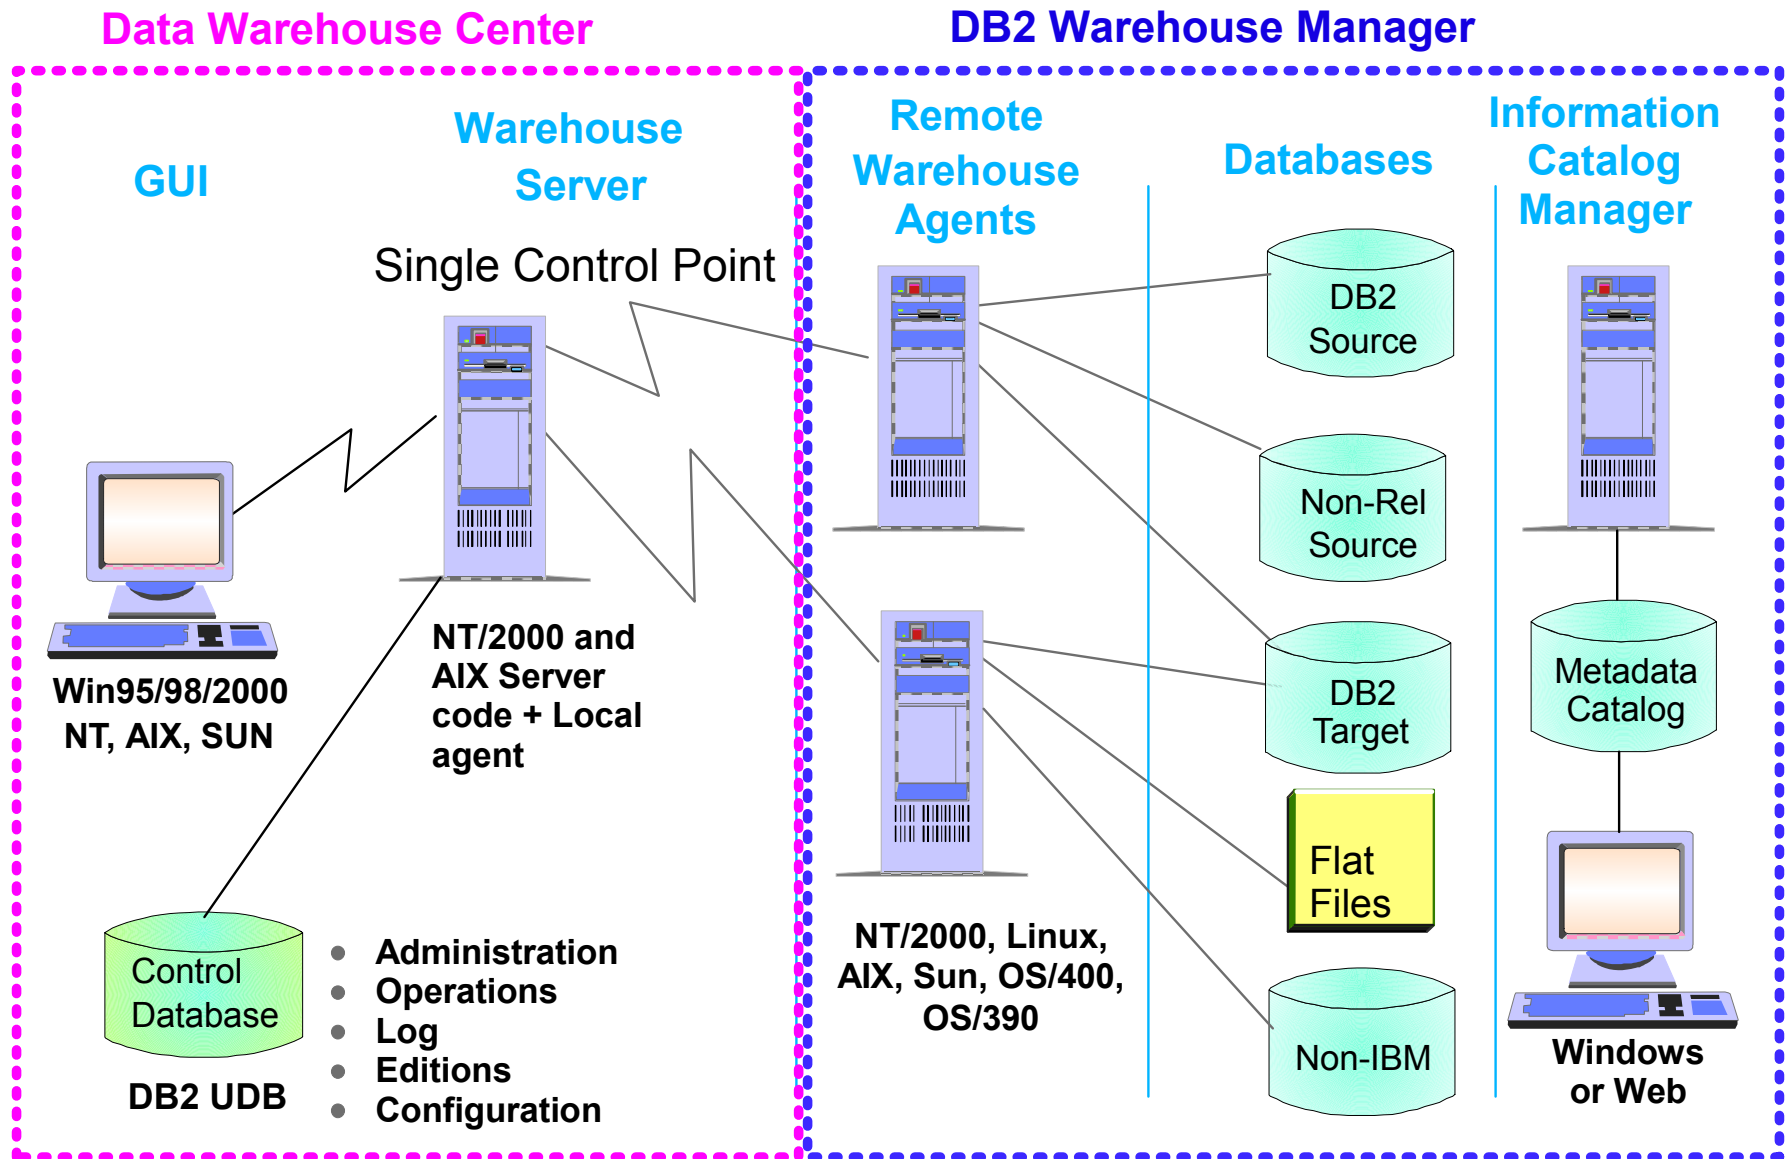 Data Warehouse Center
DB2 Warehouse Manager
GUI
Warehouse
Server
Remote
Warehouse
Agents
Databases
Information
Catalog
Manager
Single Control Point
DB2
Source
Non-Rel
Source
DB2
Target
Flat
Files
Non-IBM
Metadata
Catalog
Win95/98/2000
NT, AIX, SUN
NT/2000 and
AIX Server
code + Local
agent
Control
Database
DB2 UDB
Administration
Operations
Log
Editions
Configuration
NT/2000, Linux,
AIX, Sun, OS/400,
OS/390
Windows
or Web